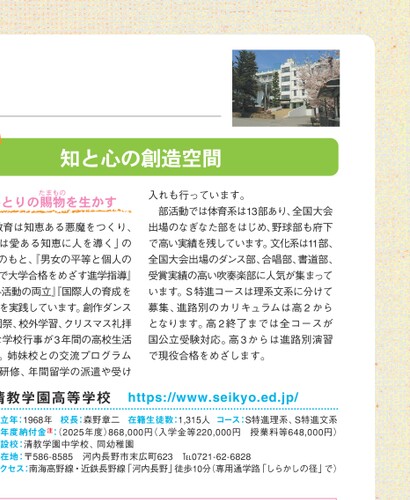 知と心の創造空間
とりの賜物を生かす
たまもの
教育は知恵ある悪魔をつくり、
は愛ある知恵に人を導く」の
のもと、『男女の平等と個人の
で大学合格をめざす進学指導』
活動の両立』『国際人の育成を
を実践しています。創作ダンス
祭、校外学習、クリスマス礼拝
学校行事が3年間の高校生活
。姉妹校との交流プログラム
研修、年間留学の派遣や受け
入れも行っています。
部活動では体育系は13部あり、全国大会
出場のなぎなた部をはじめ、野球部も府下
で高い実績を残しています。文化系は11部、
全国大会出場のダンス部、合唱部、書道部、
受賞実績の高い吹奏楽部に人気が集まって
います。S特進コースは理系文系に分けて
募集、進路別のカリキュラムは高2から
となります。高2終了までは全コースが
国公立受験対応。高3からは進路別演習
で現役合格をめざします。
清教学園高等学校 https://www.seikyo.ed.jp/
立年：1968年 校長：森野章二 在籍生徒数：1,315人 コース：S特進理系、S特進文系
年度納付金注：（2025年度）868,000円（入学金等220,000円 授業料等648,000円）
設校：清教学園中学校、同幼稚園
在地：〒586-8585 河内長野市末広町623 ℡0721-62-6828
クセス：南海高野線・近鉄長野線「河内長野」徒歩10分（専用通学路「しらかしの径」で）